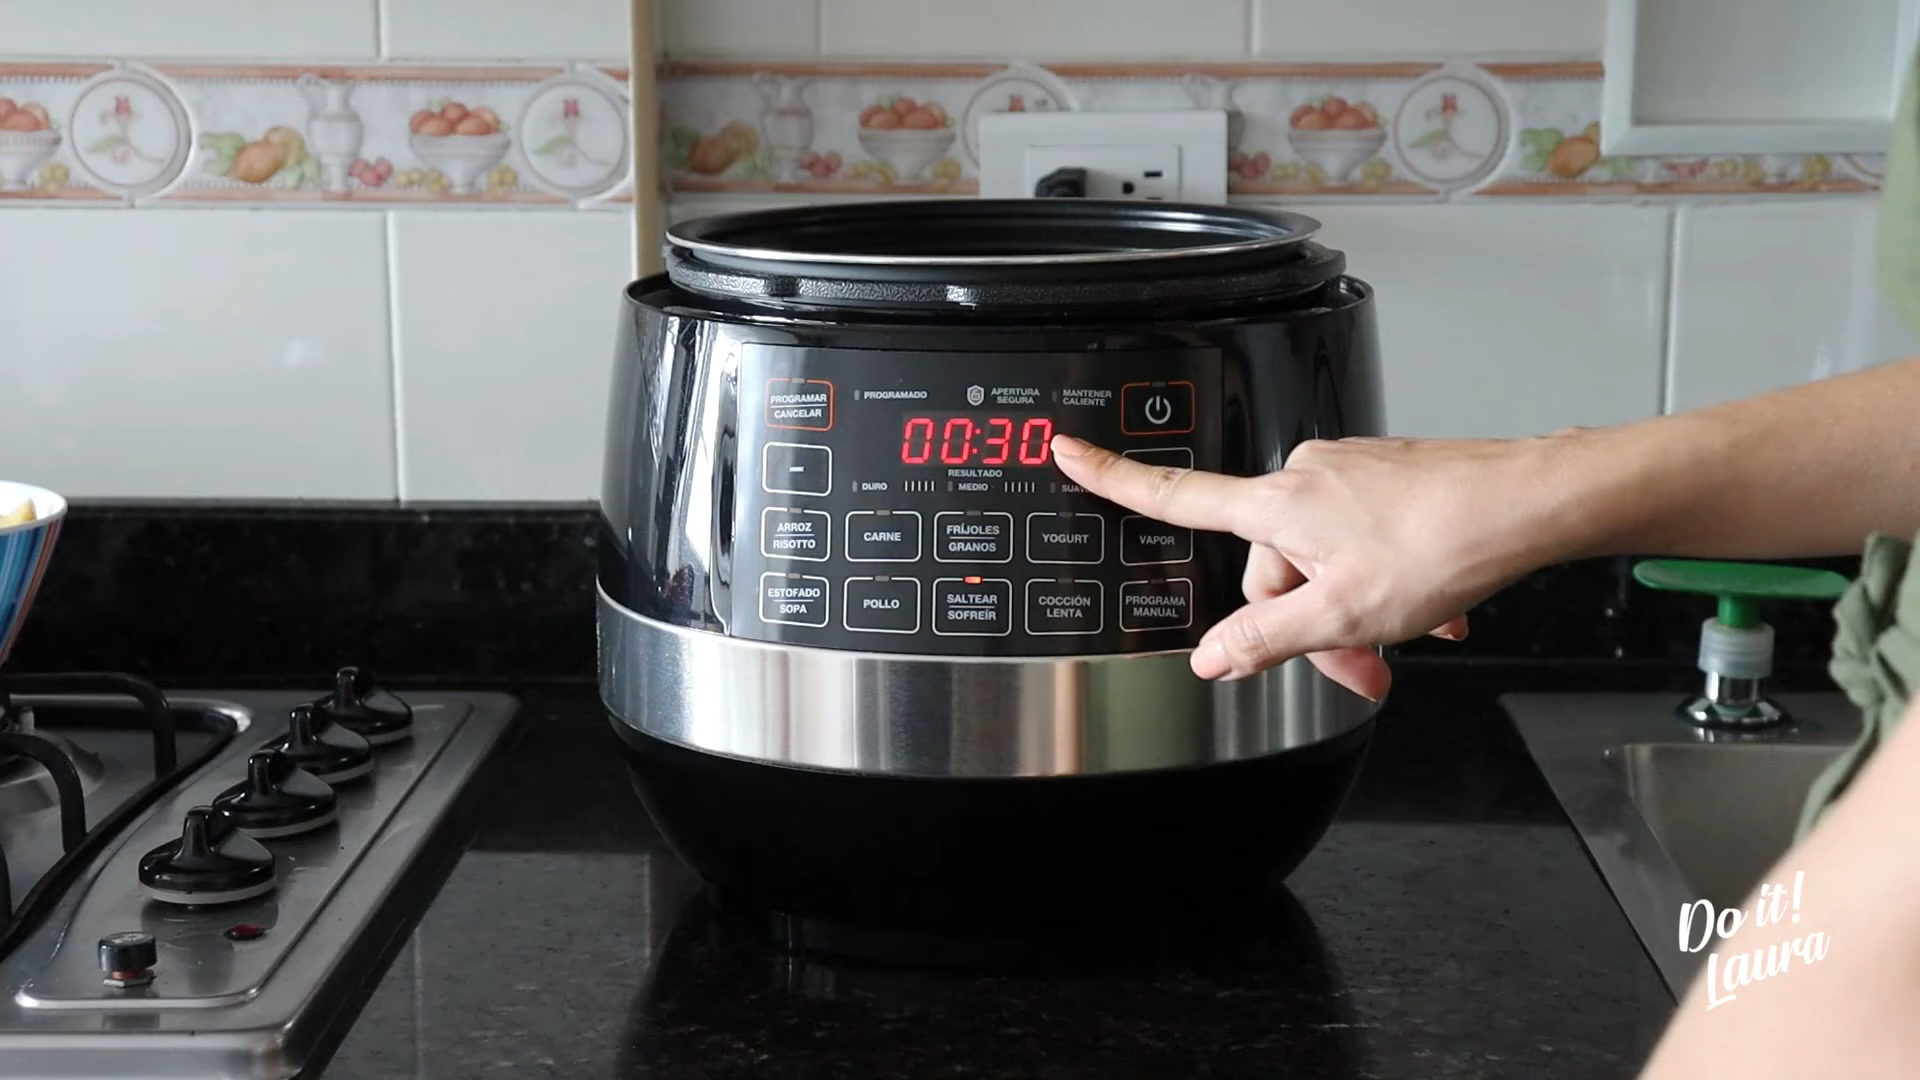 PROGRAMAR
CANCELAR
PROGRAMADO
APERTURA
SEGURA
MANTENER
CALIENTE
00:30
RESULTADO
-
DURO
MEDIO
ARROZ
RISOTTO
CARNE
FRÍJOLES
GRANOS
YOGURT
VAPOR
ESTOFADO
SOPA
POLLO
SALTEAR
SOFREÍR
COCCIÓN
LENTA
PROGRAMA
MANUAL
Do it!
Laura